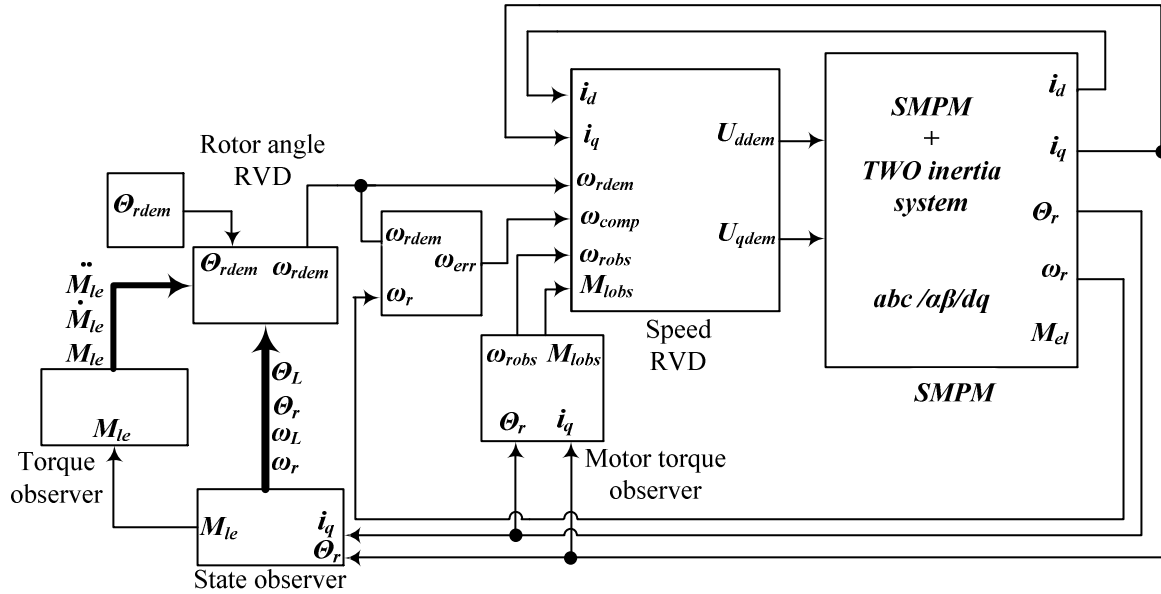 Rotor angle
RVD
Θrdem
Θrdem ωrdem
M̈le
Ṁle
Mle
Mle
Torque
observer
ΘL
Θr
ωL
ωr
Mle iq
Θr
State observer
ωrdem
ωerr
ωr
id
iq
ωrdem
ωcomp
ωrobs
Mlobs
Uddem
Uqdem
Speed
RVD
ωrobs Mlobs
Θr iq
Motor torque
observer
SMPM
+
TWO inertia
system
abc /αβ/dq
id
iq
Θr
ωr
Mel
SMPM